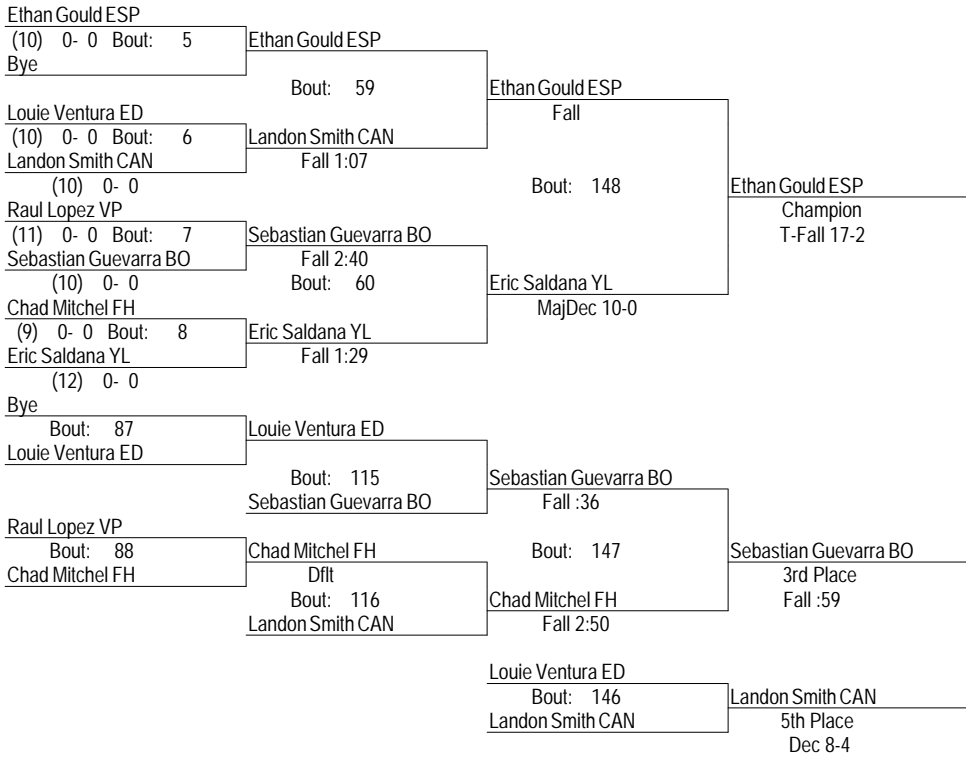 Ethan Gould ESP
(10) 0- 0 Bout: 5 Ethan Gould ESP
Bye
Bout: 59 Ethan Gould ESP
Louie Ventura ED Fall
(10) 0- 0 Bout: 6 Landon Smith CAN
Landon Smith CAN Fall 1:07
(10) 0- 0 Bout: 148 Ethan Gould ESP
Raul Lopez VP Champion
(11) 0- 0 Bout: 7 Sebastian Guevarra BO T-Fall 17-2
Sebastian Guevarra BO Fall 2:40
(10) 0- 0 Bout: 60 Eric Saldana YL
Chad Mitchel FH MajDec 10-0
(9) 0- 0 Bout: 8 Eric Saldana YL
Eric Saldana YL Fall 1:29
(12) 0- 0
Bye
Bout: 87 Louie Ventura ED
Louie Ventura ED
Bout: 115 Sebastian Guevarra BO
Sebastian Guevarra BO Fall :36
Raul Lopez VP
Bout: 88 Chad Mitchel FH Bout: 147 Sebastian Guevarra BO
Chad Mitchel FH Dflt 3rd Place
Bout: 116 Chad Mitchel FH Fall :59
Landon Smith CAN Fall 2:50
Louie Ventura ED
Bout: 146 Landon Smith CAN
Landon Smith CAN 5th Place
Dec 8-4